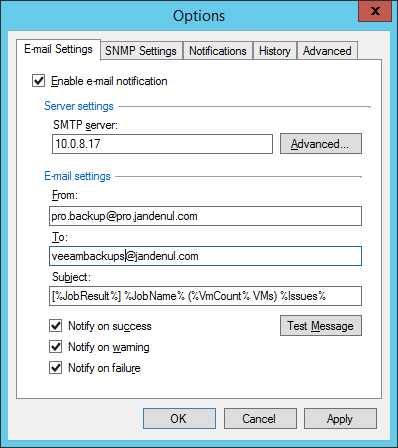 Options
x
E-mail Settings SNMP Settings Notifications History Advanced
Enable e-mail notification
Server settings
SMTP server:
10.0.8.17 Advanced...
E-mail settings
From:
pro.backup@pro.jandenul.com
To:
veeambackups@jandenul.com
Subject:
[%JobResult%] %JobName% (%VmCount% VMs) %Issues%
Notify on success Test Message
Notify on warning
Notify on failure
OK Cancel Apply